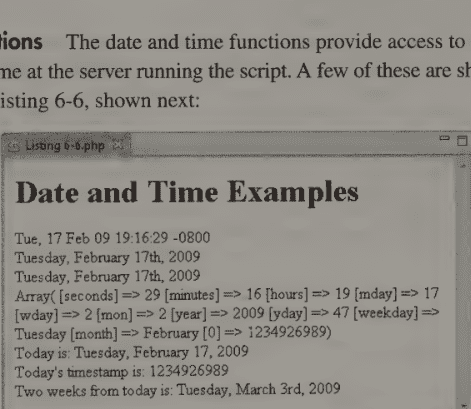 tions The date and time functions provide access to
me at the server running the script. A few of these are sh
isting 6-6, shown next:
Listing 6-6.php
Date and Time Examples
Tue, 17 Feb 09 19:16:29 -0800
Tuesday, February 17th, 2009
Tuesday, February 17th, 2009
Array( [seconds] => 29 [minutes] => 16 [hours] => 19 [mday] => 17
[wday] => 2 [mon] => 2 [year] => 2009 [yday] => 47 [weekday] =>
Tuesday [month] => February [0] => 1234926989)
Today is: Tuesday, February 17, 2009
Today's timestamp is: 1234926989
Two weeks from today is: Tuesday, March 3rd, 2009